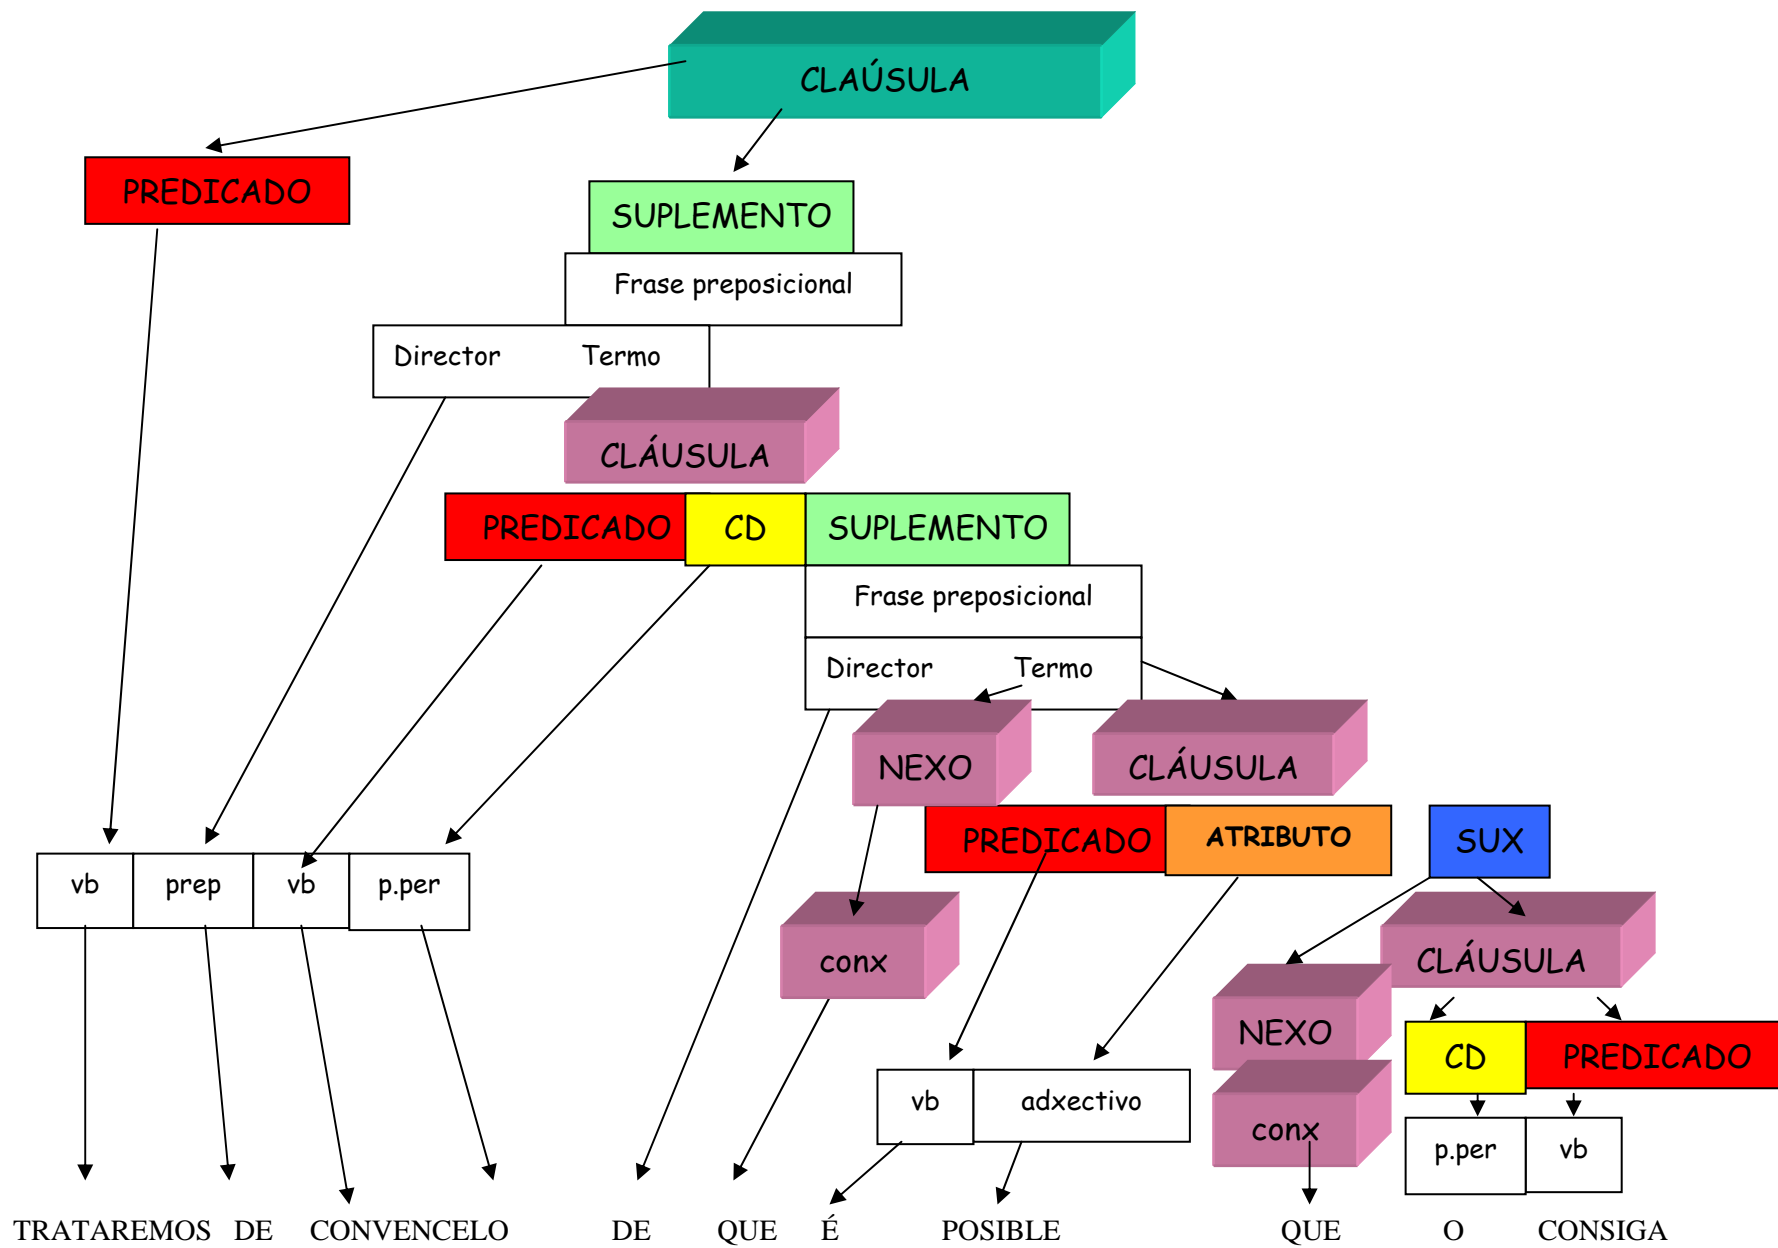 CLAÚSULA
PREDICADO
SUPLEMENTO
Frase preposicional
Director Termo
CLÁUSULA
PREDICADO CD SUPLEMENTO
Frase preposicional
Director Termo
NEXO CLÁUSULA
PREDICADO ATRIBUTO SUX
vb prep vb p.per
conx CLÁUSULA
NEXO CD PREDICADO
vb adxectivo conx p.per vb
TRATAREMOS DE CONVENCELO DE QUE É POSIBLE QUE O CONSIGA